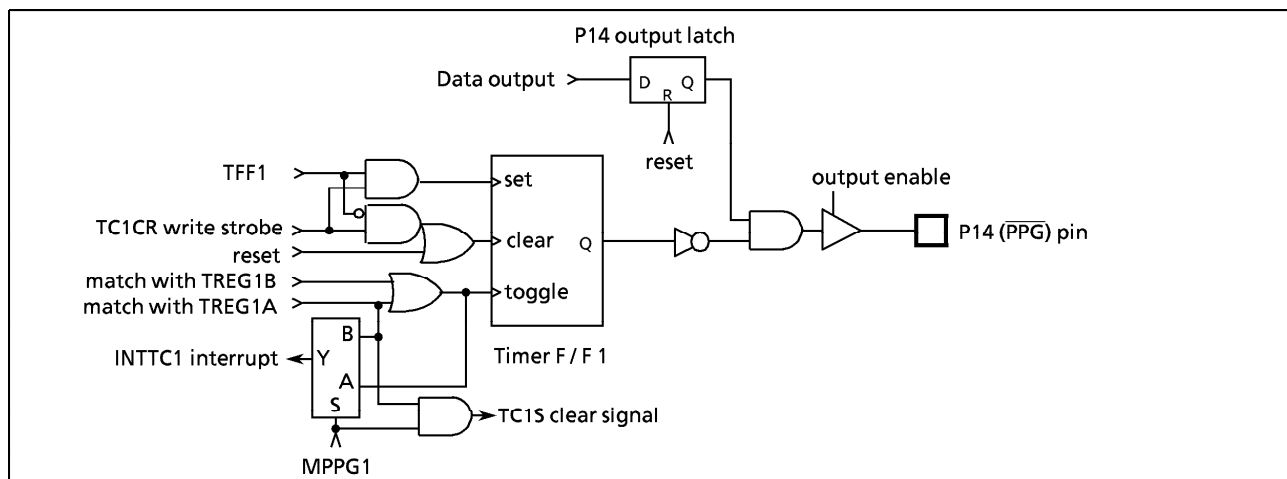 P14 output latch
Data output
D
Q
R
reset
TFF1
set
output enable
TC1CR write strobe
reset
clear
Q
P14 (P̅P̅G̅) pin
match with TREG1B
toggle
match with TREG1A
B
INTTC1 interrupt
Y
Timer F / F 1
A
S
TC1S clear signal
MPPG1